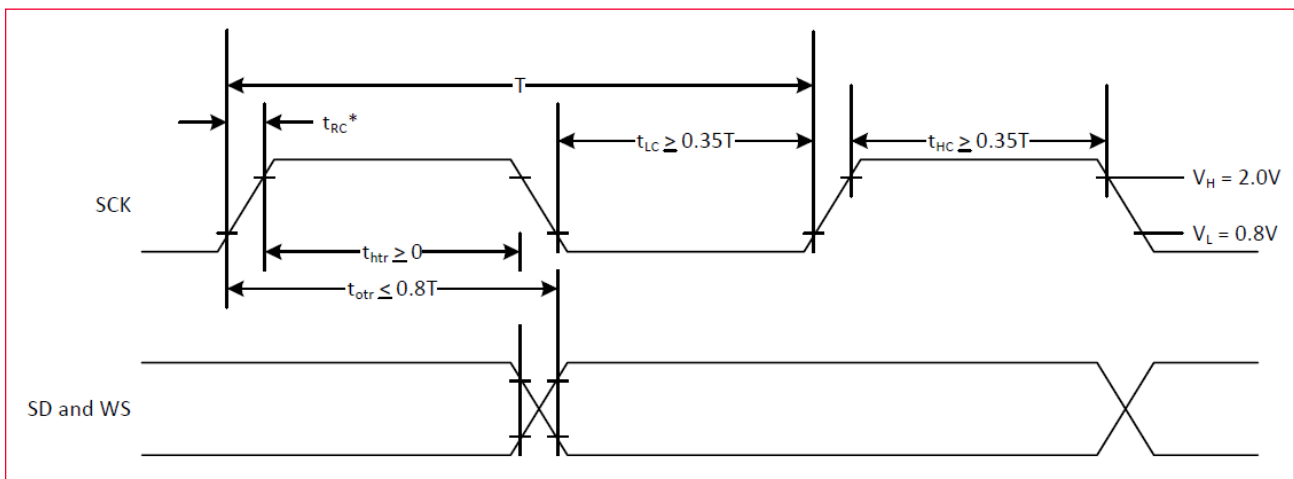 T
t_RC*
t_LC ≥ 0.35T
t_HC ≥ 0.35T
SCK
V_H = 2.0V
V_L = 0.8V
t_htr ≥ 0
t_otr ≤ 0.8T
SD and WS